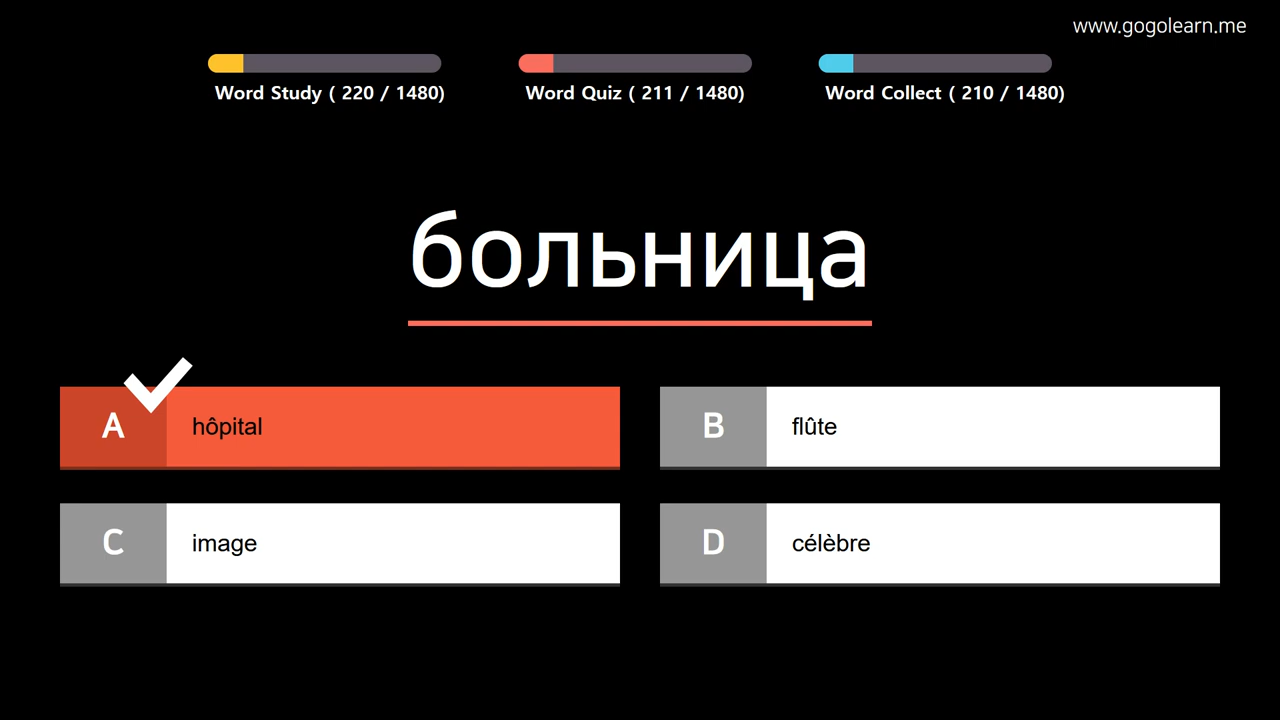 www.gogolearn.me
Word Study ( 220 / 1480)
Word Quiz ( 211 / 1480)
Word Collect ( 210 / 1480)
больница
A hôpital
B flûte
C image
D célèbre